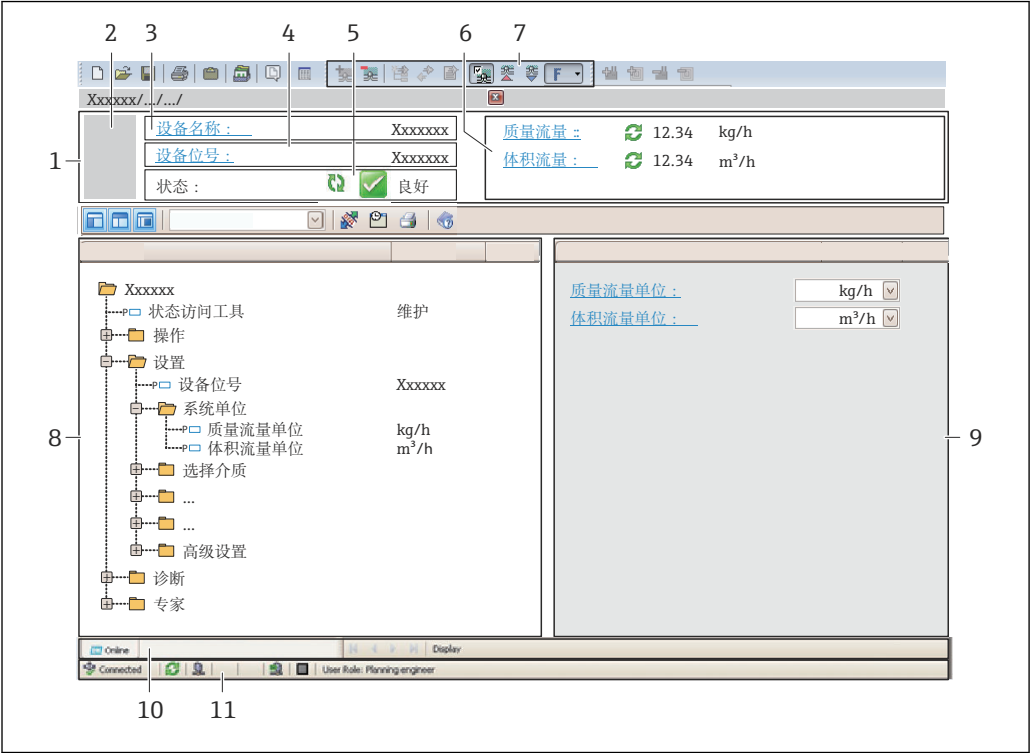 2 3 4 5 6 7
F
Xxxxxx/.../.../
1
设备名称： Xxxxxxx
设备位号： Xxxxxxx
状态： 良好
质量流量：: 12.34 kg/h
体积流量： 12.34 m³/h
Xxxxxx
状态访问工具 维护
操作
设置
设备位号 Xxxxxx
系统单位
质量流量单位 kg/h
体积流量单位 m³/h
选择介质
...
...
高级设置
诊断
专家
8
质量流量单位： kg/h
体积流量单位： m³/h
9
Online Display
Connected User Role: Planning engineer
10 11